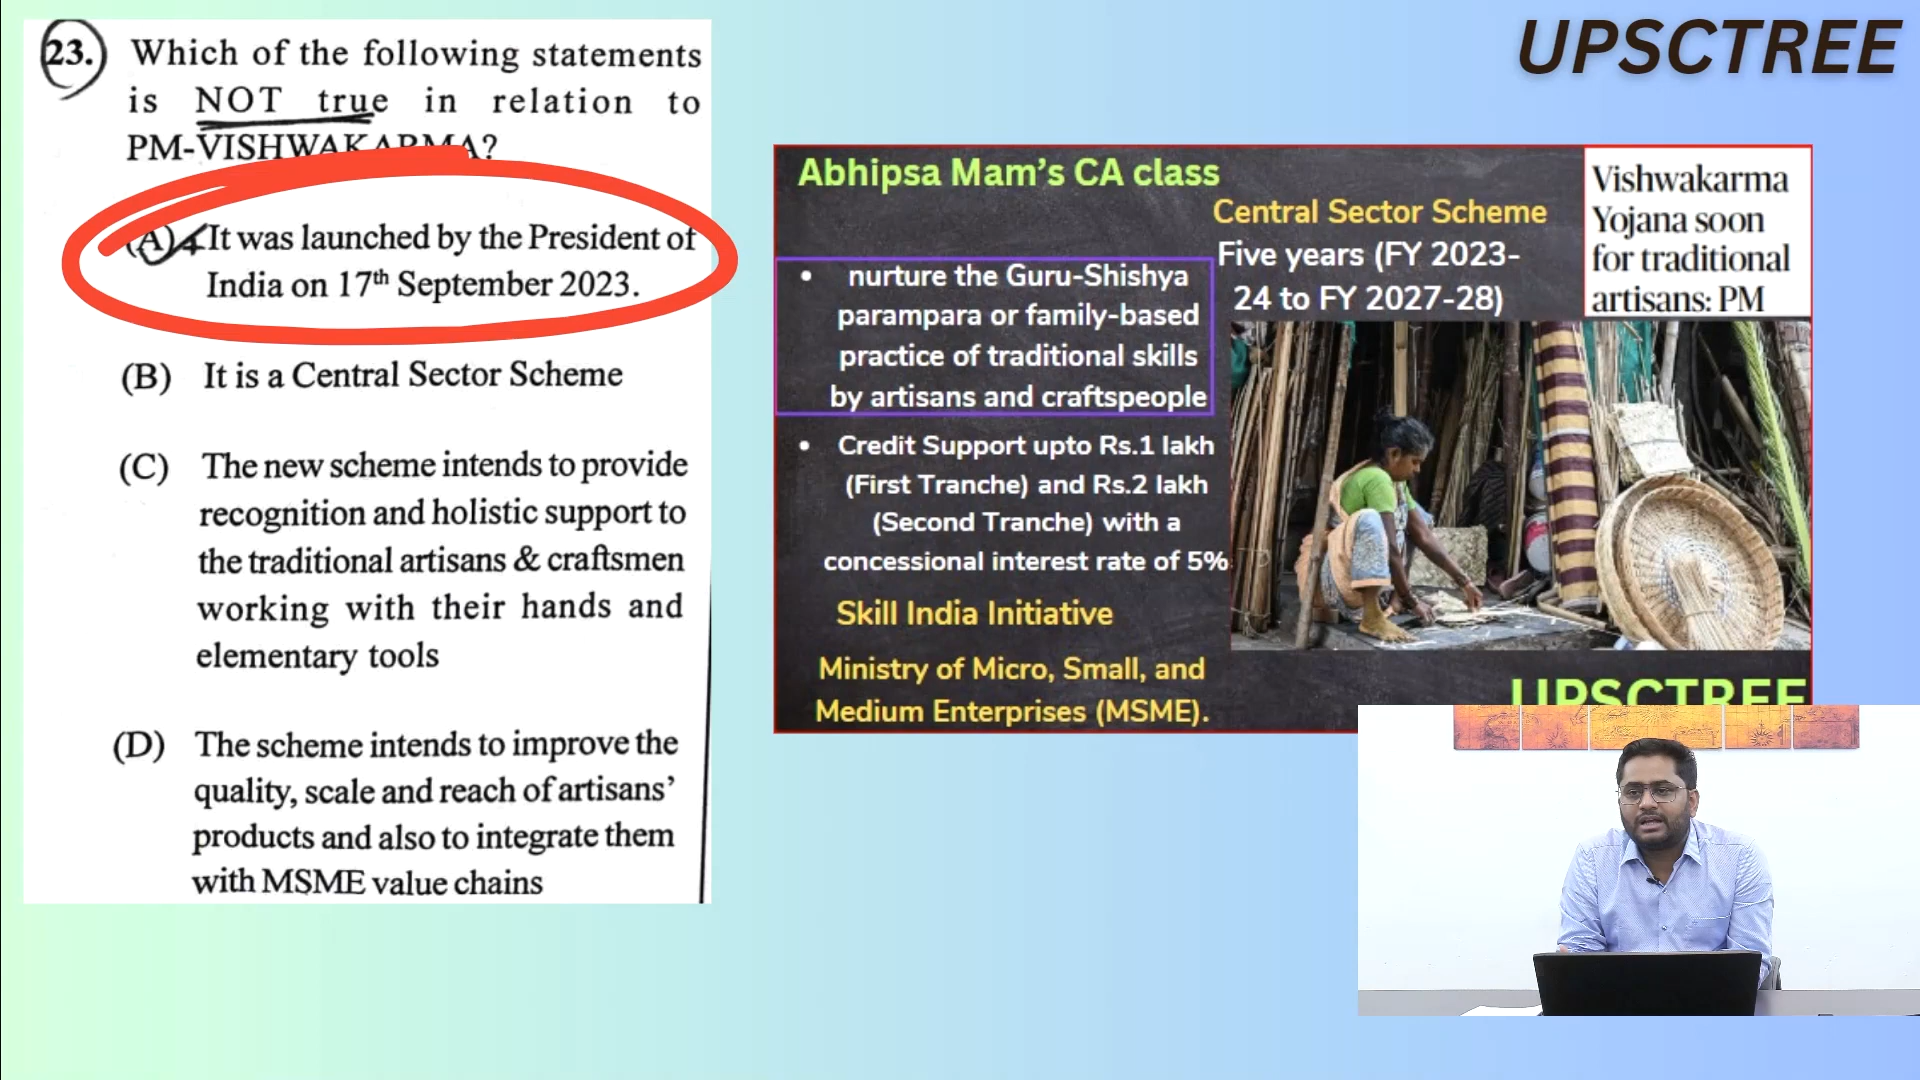 23. Which of the following statements
is NOT true in relation to
PM-VISHWAKARMA?
(A) It was launched by the President of
India on 17th September 2023.
(B) It is a Central Sector Scheme
(C) The new scheme intends to provide
recognition and holistic support to
the traditional artisans & craftsmen
working with their hands and
elementary tools
(D) The scheme intends to improve the
quality, scale and reach of artisans'
products and also to integrate them
with MSME value chains
UPSCTREE
Abhipsa Mam's CA class
Central Sector Scheme
Five years (FY 2023-
24 to FY 2027-28)
Vishwakarma
Yojana soon
for traditional
artisans: PM
• nurture the Guru-Shishya
parampara or family-based
practice of traditional skills
by artisans and craftspeople
• Credit Support upto Rs.1 lakh
(First Tranche) and Rs.2 lakh
(Second Tranche) with a
concessional interest rate of 5%
Skill India Initiative
Ministry of Micro, Small, and
Medium Enterprises (MSME).
UPSCTREE